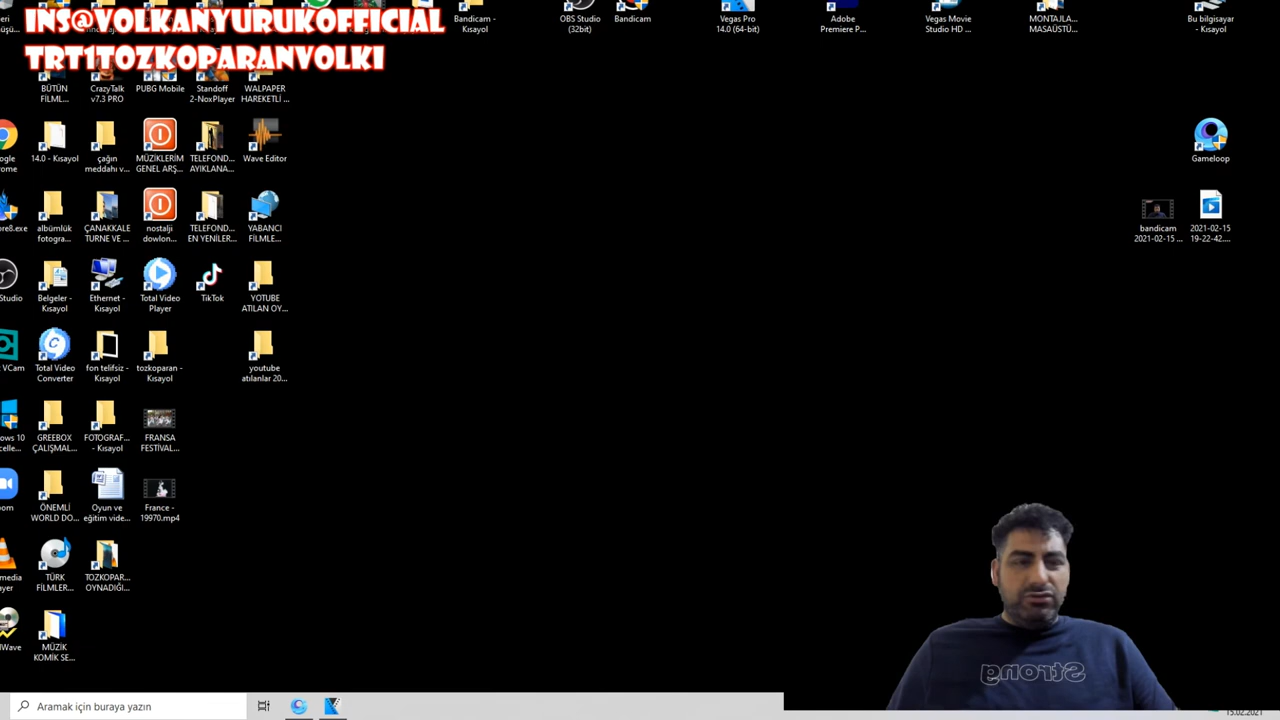 INS@VOLKANYURUKOFFICIAL
TRT1TOZKOPARANVOLKI
Bandicam -
Kısayol
OBS Studio
(32bit)
Bandicam
Vegas Pro
14.0 (64-bit)
Adobe
Premiere P...
Vegas Movie
Studio HD ...
MONTAJLA...
MASAÜSTÜ...
Bu bilgisayar
- Kısayol
BÜTÜN
FİLML...
CrazyTalk
v7.3 PRO
PUBG Mobile
Standoff
2-NoxPlayer
WALPAPER
HAREKETLİ ...
14.0 - Kısayol
çağın
meddahı v...
MÜZİKLERİM
GENEL ARŞ...
TELEFOND...
AYIKLANA...
Wave Editor
Gameloop
albümlük
fotogra...
ÇANAKKALE
TURNE VE ...
nostalji
dowlon...
TELEFOND...
EN YENİLER...
YABANCI
FİLMLE...
bandicam
2021-02-15 ...
2021-02-15
19-22-42....
Studio
Belgeler -
Kısayol
Ethernet -
Kısayol
Total Video
Player
TikTok
YOTUBE
ATILAN OY...
VCam
Total Video
Converter
fon telifsiz -
Kısayol
tozkoparan -
Kısayol
youtube
atılanlar 20...
GREEBOX
ÇALIŞMAL...
FOTOGRAF...
- Kısayol
FRANSA
FESTİVAL...
ÖNEMLİ
WORLD DO...
Oyun ve
eğitim vide...
France -
19970.mp4
TÜRK
FİLMLER...
TOZKOPAR...
OYNADIĞI...
MÜZİK
KOMİK SE...
Strong
Aramak için buraya yazın
15.02.2021